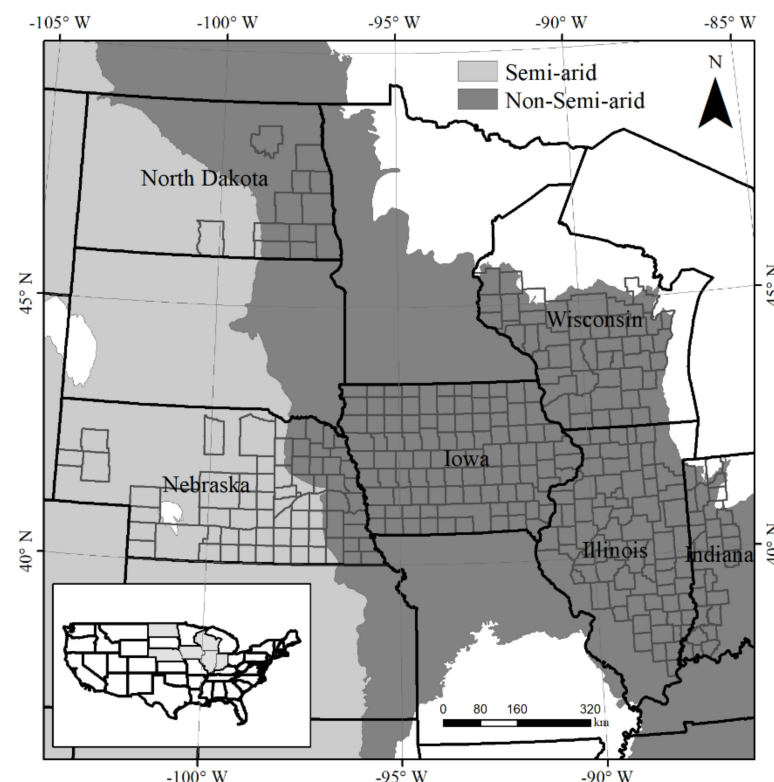 -105° W -100° W -95° W -90° W -85° W
Semi-arid
Non-Semi-arid
N
North Dakota
45° N
45° N
Wisconsin
Iowa
Nebraska
40° N
40° N
Illinois
Indiana
0 80 160 320
km
-100° W -95° W -90° W